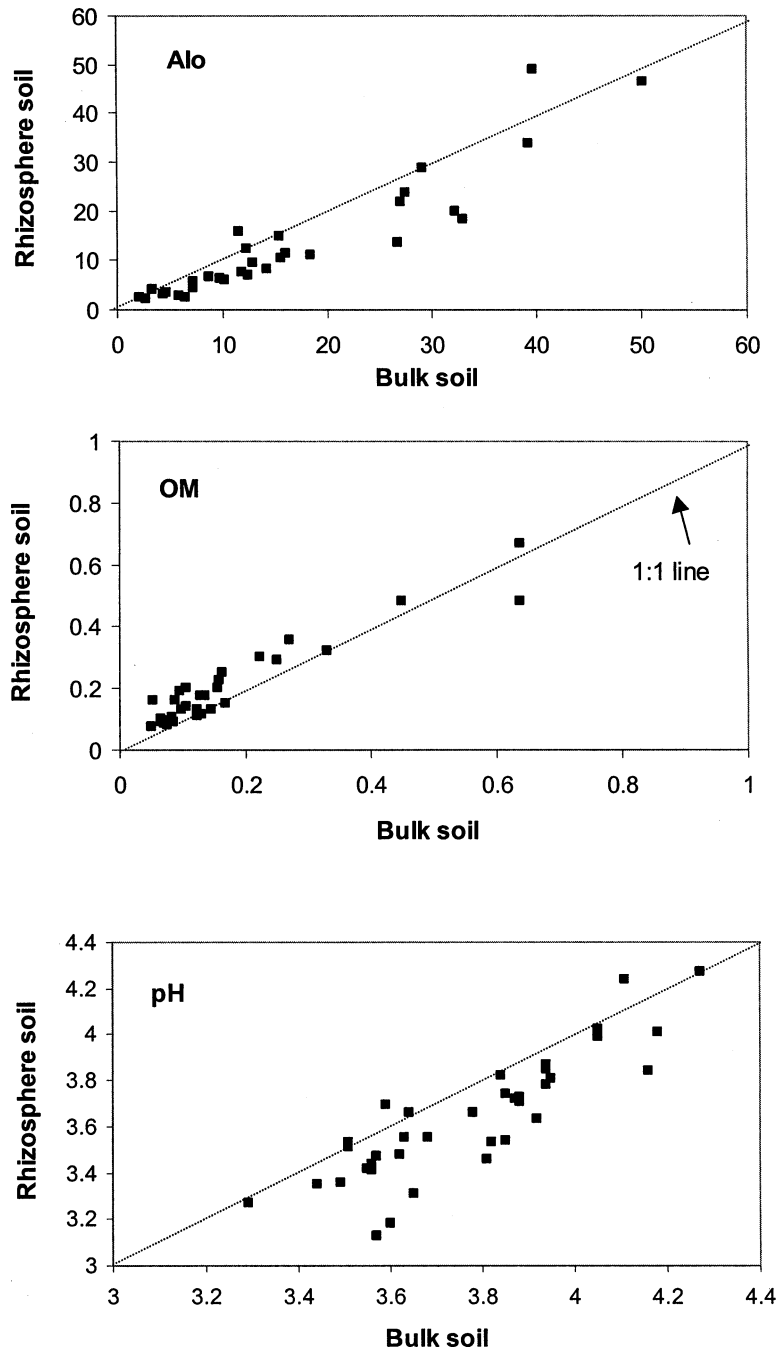 60
50
40
30
20
10
0
Rhizosphere soil
Alo
0 10 20 30 40 50 60
Bulk soil
1
0.8
0.6
0.4
0.2
0
Rhizosphere soil
OM
1:1 line
0 0.2 0.4 0.6 0.8 1
Bulk soil
4.4
4.2
4
3.8
3.6
3.4
3.2
3
Rhizosphere soil
pH
3 3.2 3.4 3.6 3.8 4 4.2 4.4
Bulk soil